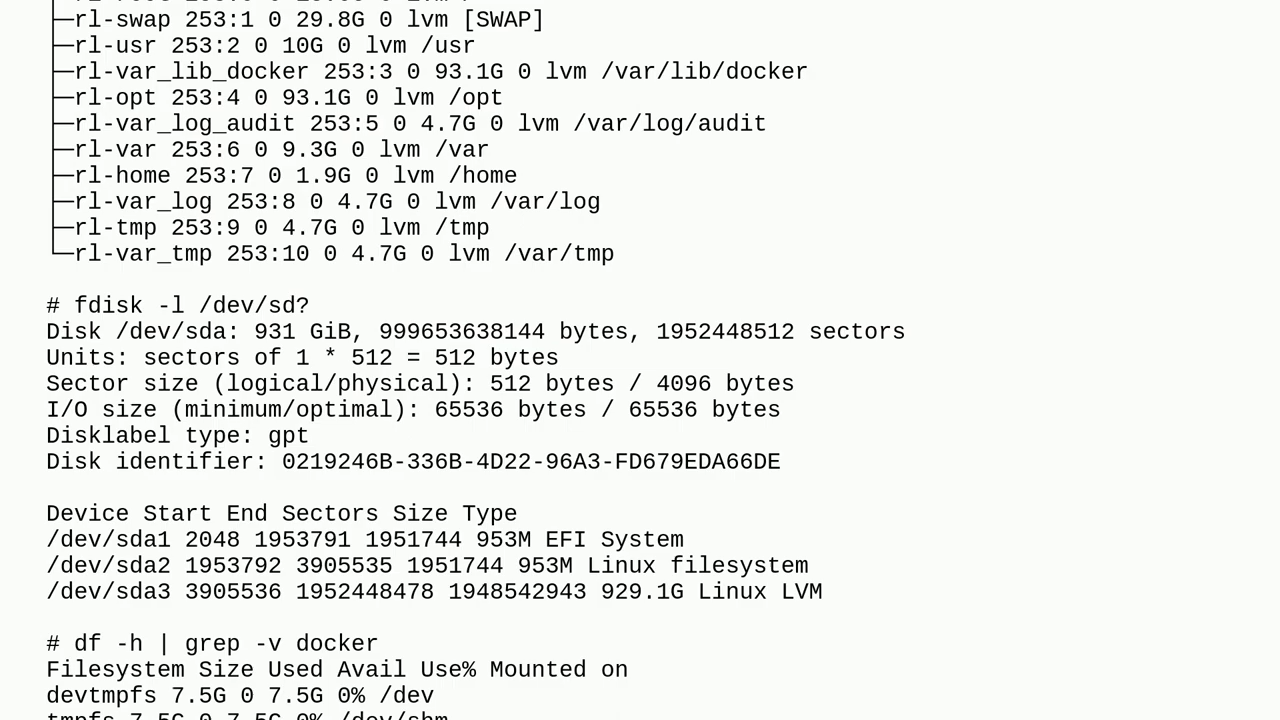 ├─rl-swap 253:1 0 29.8G 0 lvm [SWAP]
├─rl-usr 253:2 0 10G 0 lvm /usr
├─rl-var_lib_docker 253:3 0 93.1G 0 lvm /var/lib/docker
├─rl-opt 253:4 0 93.1G 0 lvm /opt
├─rl-var_log_audit 253:5 0 4.7G 0 lvm /var/log/audit
├─rl-var 253:6 0 9.3G 0 lvm /var
├─rl-home 253:7 0 1.9G 0 lvm /home
├─rl-var_log 253:8 0 4.7G 0 lvm /var/log
├─rl-tmp 253:9 0 4.7G 0 lvm /tmp
└─rl-var_tmp 253:10 0 4.7G 0 lvm /var/tmp
# fdisk -l /dev/sd?
Disk /dev/sda: 931 GiB, 999653638144 bytes, 1952448512 sectors
Units: sectors of 1 * 512 = 512 bytes
Sector size (logical/physical): 512 bytes / 4096 bytes
I/O size (minimum/optimal): 65536 bytes / 65536 bytes
Disklabel type: gpt
Disk identifier: 0219246B-336B-4D22-96A3-FD679EDA66DE
Device Start End Sectors Size Type
/dev/sda1 2048 1953791 1951744 953M EFI System
/dev/sda2 1953792 3905535 1951744 953M Linux filesystem
/dev/sda3 3905536 1952448478 1948542943 929.1G Linux LVM
# df -h | grep -v docker
Filesystem Size Used Avail Use% Mounted on
devtmpfs 7.5G 0 7.5G 0% /dev
tmpfs 7.5G 0 7.5G 0% /dev/shm